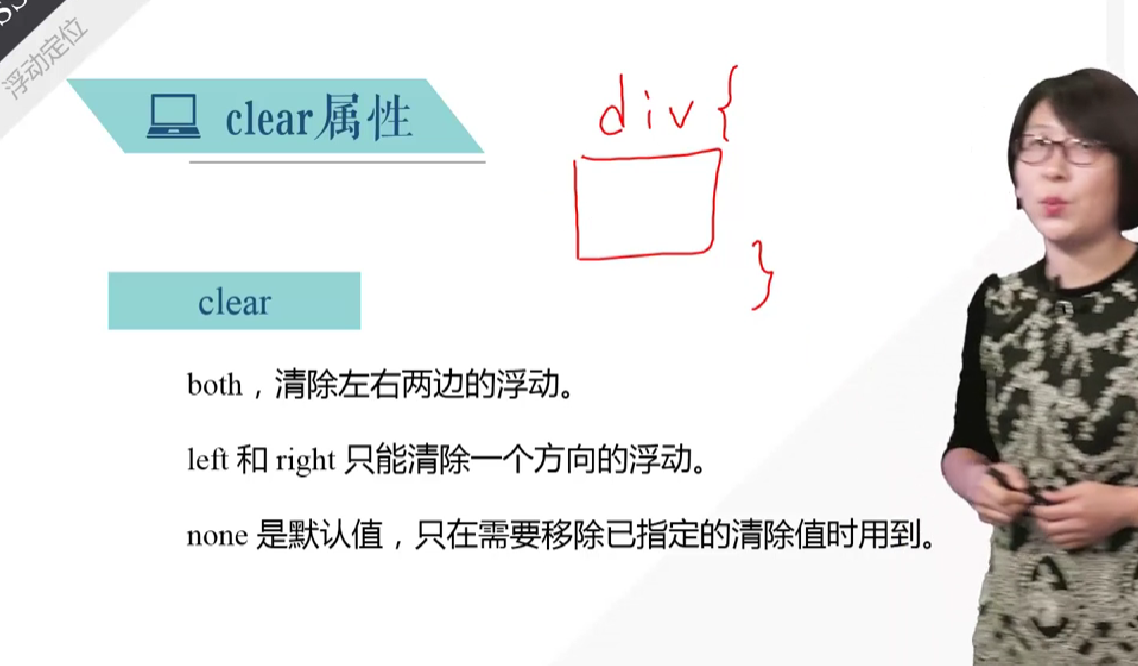 浮动定位
clear属性
div{
}
clear
both，清除左右两边的浮动。
left 和 right 只能清除一个方向的浮动。
none 是默认值，只在需要移除已指定的清除值时用到。